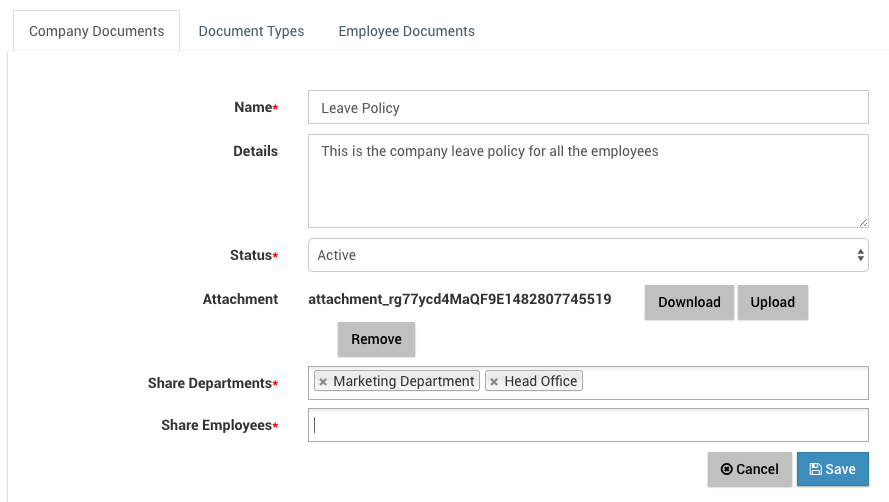 Company Documents Document Types Employee Documents
Name* Leave Policy
Details This is the company leave policy for all the employees
Status* Active
Attachment attachment_rg77ycd4MaQF9E1482807745519 Download Upload
Remove
Share Departments* × Marketing Department × Head Office
Share Employees*
Cancel Save